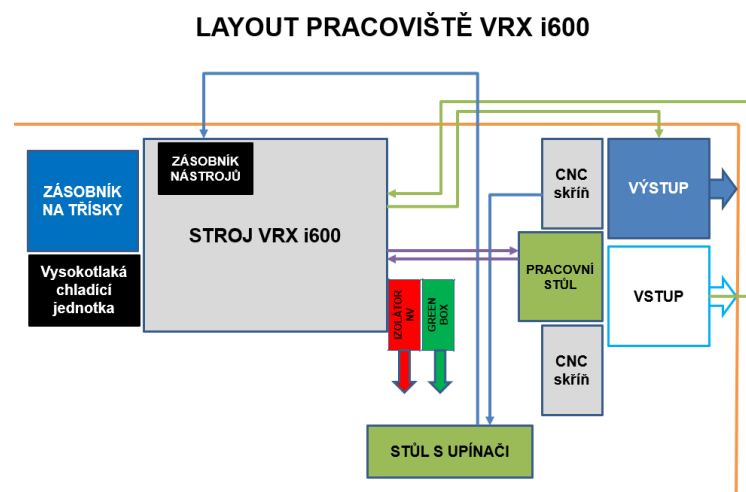 LAYOUT PRACOVIŠTĚ VRX i600
ZÁSOBNÍK
NÁSTROJŮ
CNC
skříň
ZÁSOBNÍK
NA TŘÍSKY
VÝSTUP
STROJ VRX i600
Vysokotlaká
chladící
jednotka
PRACOVNÍ
STŮL
VSTUP
IZOLÁTOR
NV
GREEN
BOX
CNC
skříň
STŮL S UPÍNAČI